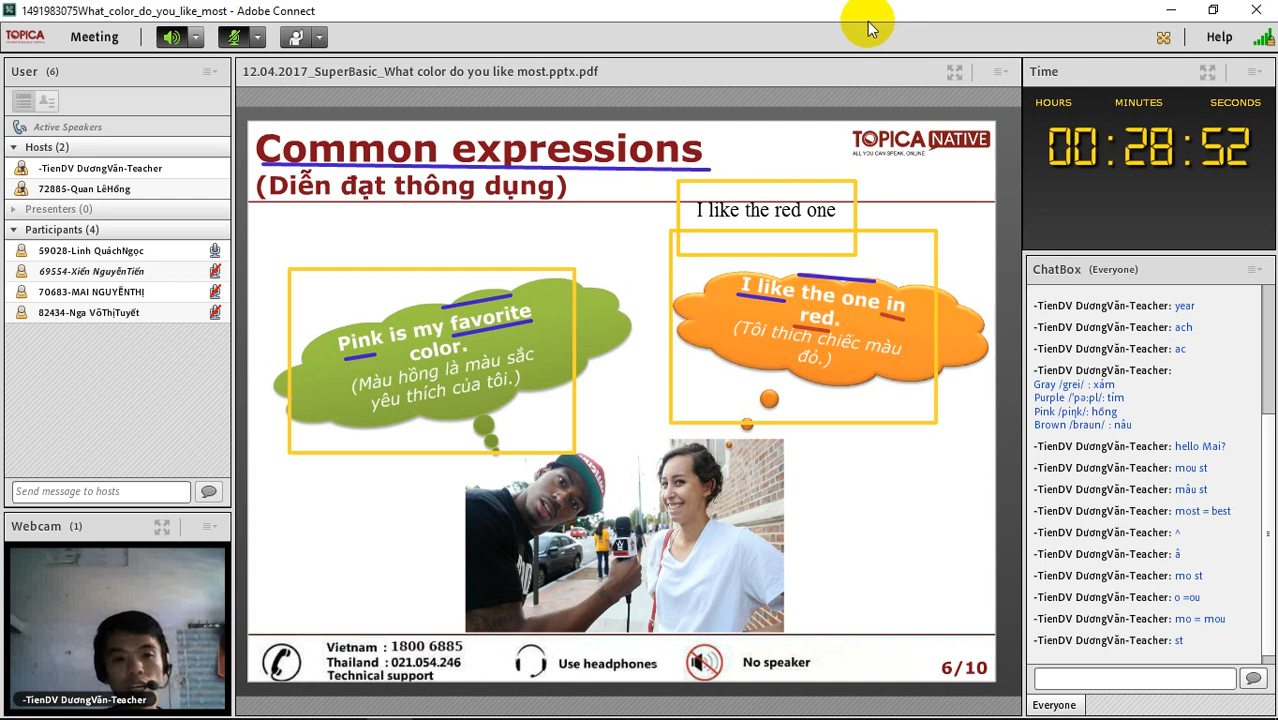 1491983075What_color_do_you_like_most - Adobe Connect
TOPICA Meeting Help
User (6)
Active Speakers
Hosts (2)
-TienDV DươngVăn-Teacher
72885-Quan LêHồng
Presenters (0)
Participants (4)
59028-Linh QuáchNgọc
69554-Xiển NguyễnTiến
70683-MAI NGUYỄNTHỊ
82434-Nga VõThịTuyết
Send message to hosts
Webcam (1)
-TienDV DươngVăn-Teacher
12.04.2017_SuperBasic_What color do you like most.pptx.pdf
Common expressions
(Diễn đạt thông dụng)
TOPICA NATIVE
ALL YOU CAN SPEAK, ONLINE
I like the red one
Pink is my favorite
color.
(Màu hồng là màu sắc
yêu thích của tôi.)
I like the one in
red.
(Tôi thích chiếc màu
đỏ.)
Vietnam : 1800 6885
Thailand : 021.054.246
Technical support
Use headphones
No speaker
6/10
Time
HOURS MINUTES SECONDS
00:28:52
ChatBox (Everyone)
-TienDV DươngVăn-Teacher: year
-TienDV DươngVăn-Teacher: ach
-TienDV DươngVăn-Teacher: ac
-TienDV DươngVăn-Teacher:
Gray /grei/ : xám
Purple /'pə:pl/: tím
Pink /piηk/: hồng
Brown /braun/ : nâu
-TienDV DươngVăn-Teacher: hello Mai?
-TienDV DươngVăn-Teacher: mou st
-TienDV DươngVăn-Teacher: mâu st
-TienDV DươngVăn-Teacher: most = best
-TienDV DươngVăn-Teacher: ^
-TienDV DươngVăn-Teacher: â
-TienDV DươngVăn-Teacher: mo st
-TienDV DươngVăn-Teacher: o =ou
-TienDV DươngVăn-Teacher: mo = mou
-TienDV DươngVăn-Teacher: st
Everyone